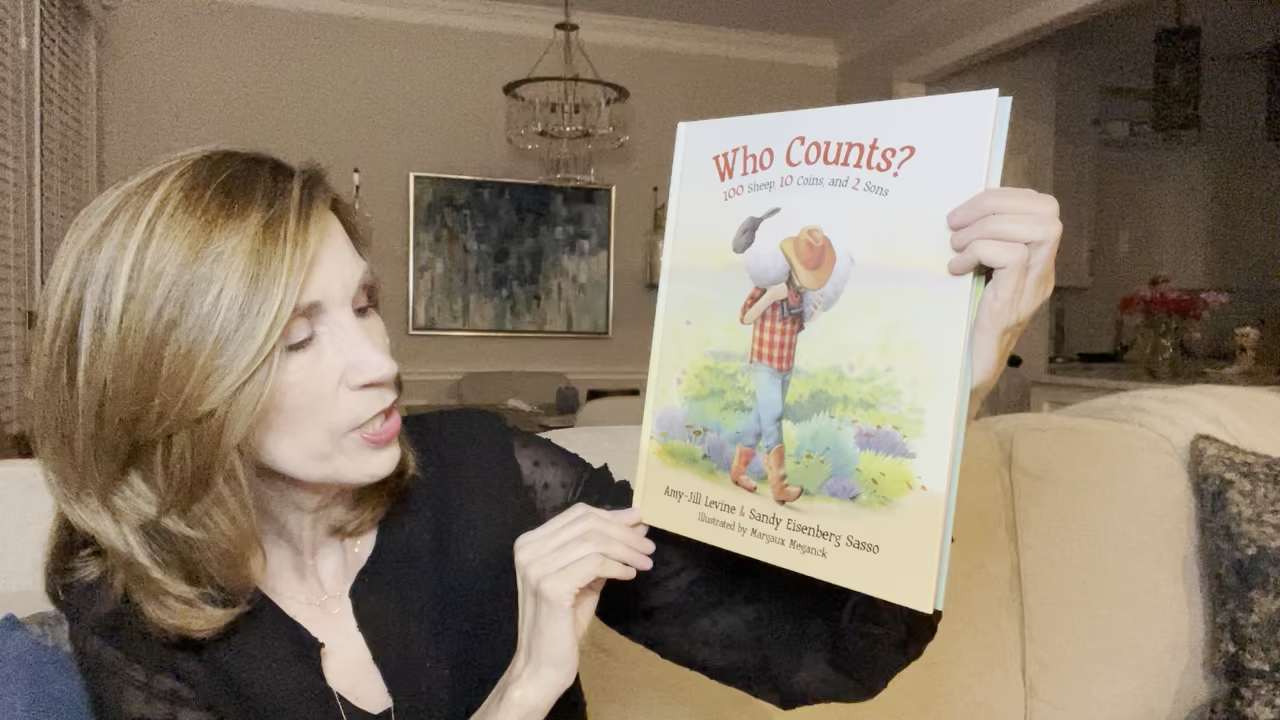 Who Counts?
100 Sheep, 10 Coins, and 2 Sons
Amy-Jill Levine & Sandy Eisenberg Sasso
Illustrated by Margaux Meganck